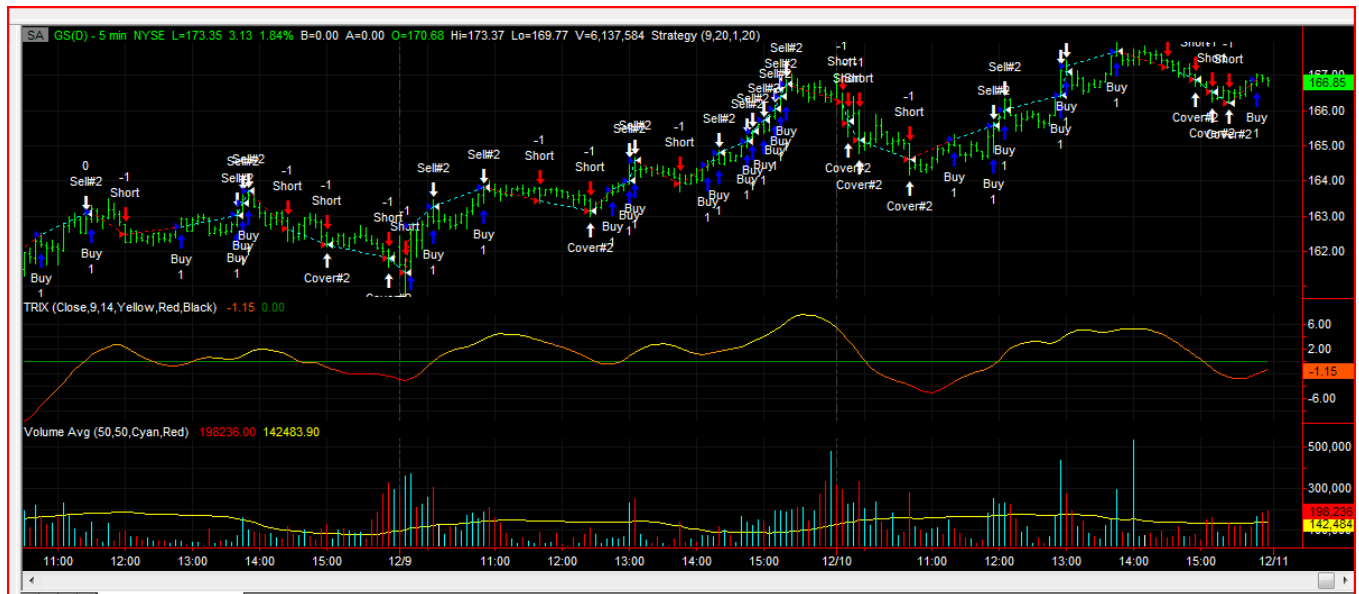 SA GS(D) - 5 min NYSE L=173.35 3.13 1.84% B=0.00 A=0.00 O=170.68 Hi=173.37 Lo=169.77 V=6,137,584 Strategy (9,20,1,20)
Sell#2 -1 Short
Sell#2 -1 Short
Sell#2
0 Sell#2 -1 Short
Sell#2 -1 Short
Sell#2
Sell#2 -1 Short
Sell#2 -1 Short
Sell#2
-1 Short
Sell#2
Sell#2
Short
Buy 1
Buy 1
Buy 1
Buy 1
Cover#2
Buy 1
Buy 1
Cover#2
Buy 1
Buy 1
Cover#2
Cover#2
Cover#2
Buy 1
Buy 1
Buy 1
Buy 1
Cover#2
Buy 1
167.00
166.85
166.00
165.00
164.00
163.00
162.00
TRIX (Close,9,14,Yellow,Red,Black) -1.15 0.00
6.00
2.00
-1.15
-6.00
Volume Avg (50,50,Cyan,Red) 198236.00 142483.90
500,000
300,000
198,236
142,484
11:00 12:00 13:00 14:00 15:00 12/9 11:00 12:00 13:00 14:00 15:00 12/10 11:00 12:00 13:00 14:00 15:00 12/11